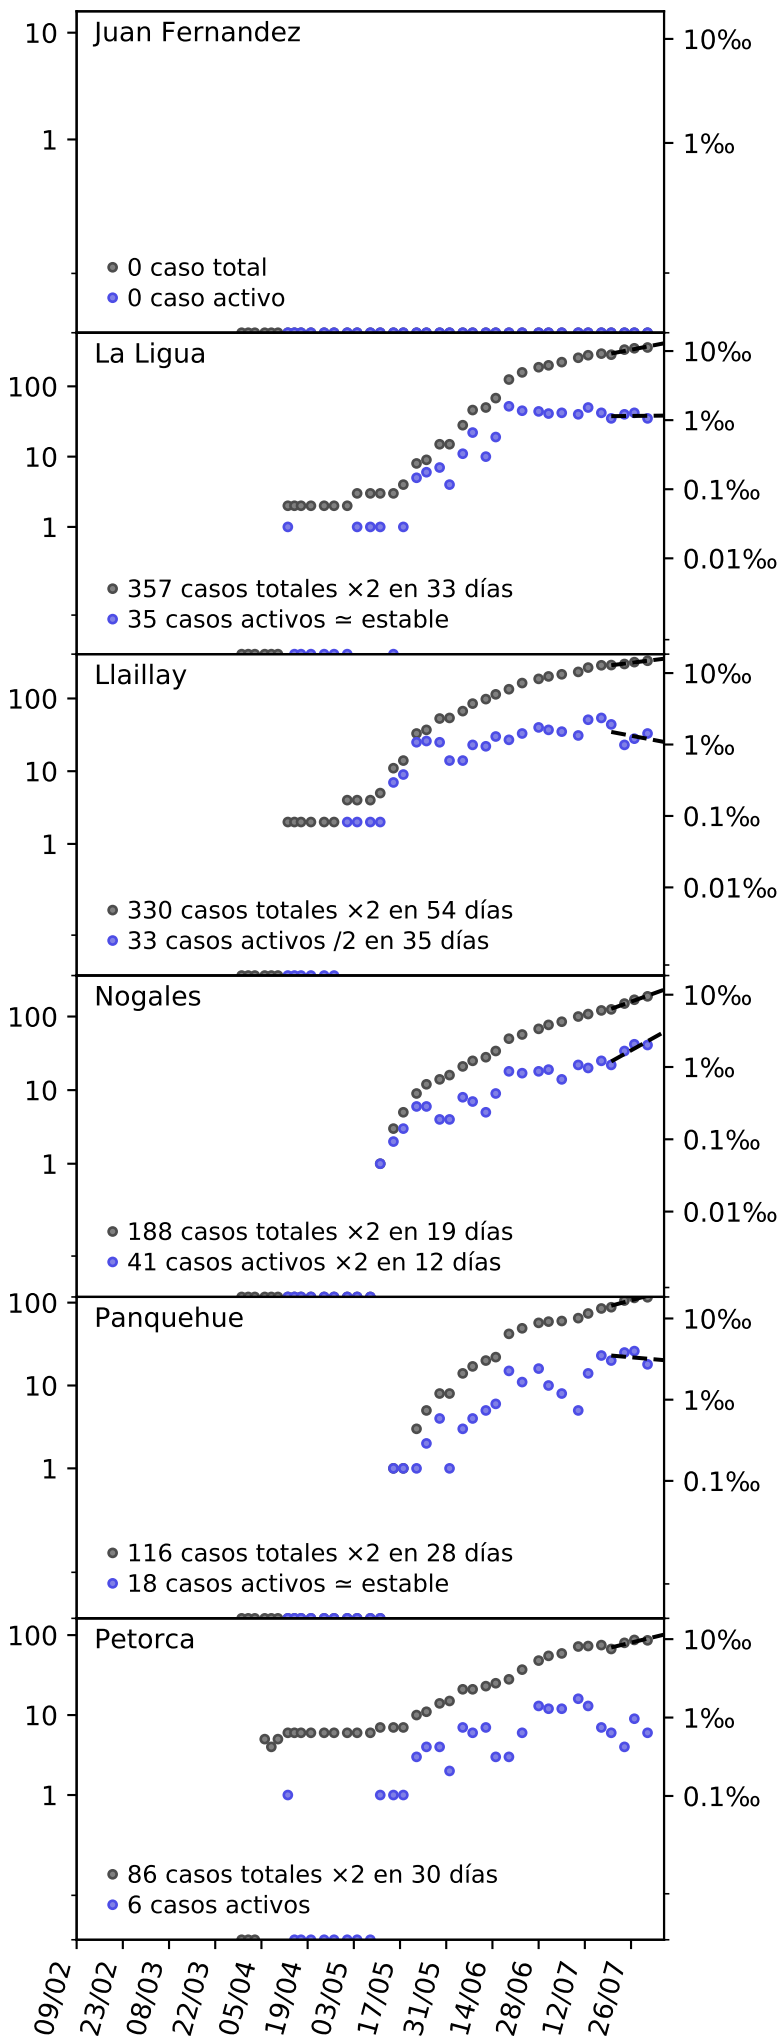 Juan Fernandez
10
1
10‰
1‰
0 caso total
0 caso activo
La Ligua
100
10
1
10‰
1‰
0.1‰
0.01‰
357 casos totales ×2 en 33 días
35 casos activos ≃ estable
Llaillay
100
10
1
10‰
1‰
0.1‰
0.01‰
330 casos totales ×2 en 54 días
33 casos activos /2 en 35 días
Nogales
100
10
1
10‰
1‰
0.1‰
0.01‰
188 casos totales ×2 en 19 días
41 casos activos ×2 en 12 días
Panquehue
100
10
1
10‰
1‰
0.1‰
116 casos totales ×2 en 28 días
18 casos activos ≃ estable
Petorca
100
10
1
10‰
1‰
0.1‰
86 casos totales ×2 en 30 días
6 casos activos
09/02
23/02
08/03
22/03
05/04
19/04
03/05
17/05
31/05
14/06
28/06
12/07
26/07